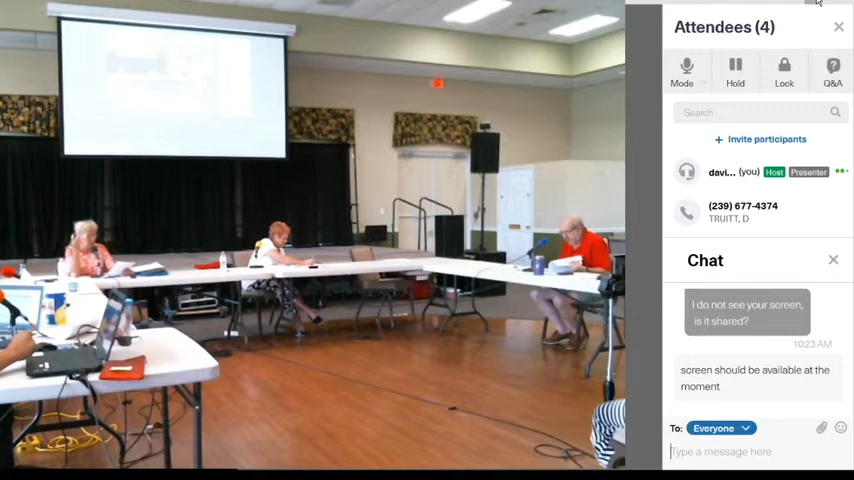 Attendees (4)
Mode
Hold
Lock
Q&A
Search
Invite participants
davi... (you) Host Presenter
(239) 677-4374
TRUITT, D
Chat
I do not see your screen,
is it shared?
10:23 AM
screen should be available at the
moment
To: Everyone
Type a message here